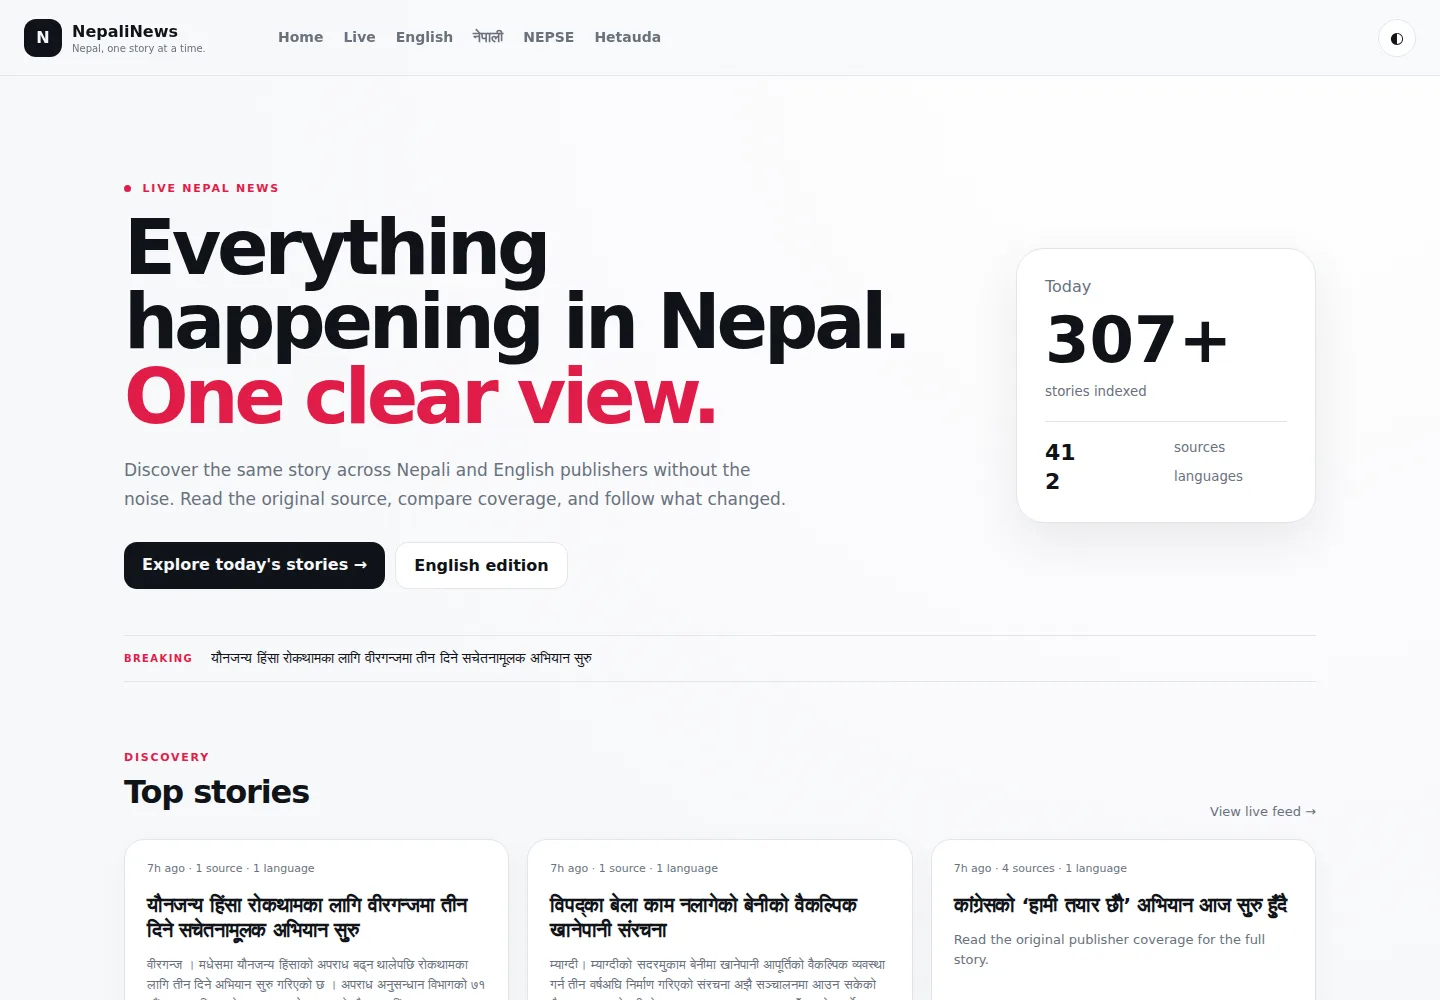 N
NepaliNews
Nepal, one story at a time.
Home Live English नेपाली NEPSE Hetauda
LIVE NEPAL NEWS
Everything
happening in Nepal.
One clear view.
Discover the same story across Nepali and English publishers without the
noise. Read the original source, compare coverage, and follow what changed.
Explore today's stories →
English edition
Today
307+
stories indexed
41 sources
2 languages
BREAKING यौनजन्य हिंसा रोकथामका लागि वीरगन्जमा तीन दिने सचेतनामूलक अभियान सुरु
DISCOVERY
Top stories
View live feed →
7h ago · 1 source · 1 language
यौनजन्य हिंसा रोकथामका लागि वीरगन्जमा तीन
दिने सचेतनामूलक अभियान सुरु
वीरगन्ज । मधेसमा यौनजन्य हिंसाको अपराध बढ्न थालेपछि रोकथामका
लागि तीन दिने अभियान सुरु गरिएको छ । अपराध अनुसन्धान विभागको ७१
7h ago · 1 source · 1 language
विपद्का बेला काम नलागेको बेनीको वैकल्पिक
खानेपानी संरचना
म्याग्दी। म्याग्दीको सदरमुकाम बेनीमा खानेपानी आपूर्तिको वैकल्पिक व्यवस्था
गर्न तीन वर्षअघि निर्माण गरिएको संरचना अझै सञ्चालनमा आउन सकेको
7h ago · 4 sources · 1 language
कांग्रेसको ‘हामी तयार छौँ’ अभियान आज सुरु हुँदै
Read the original publisher coverage for the full
story.